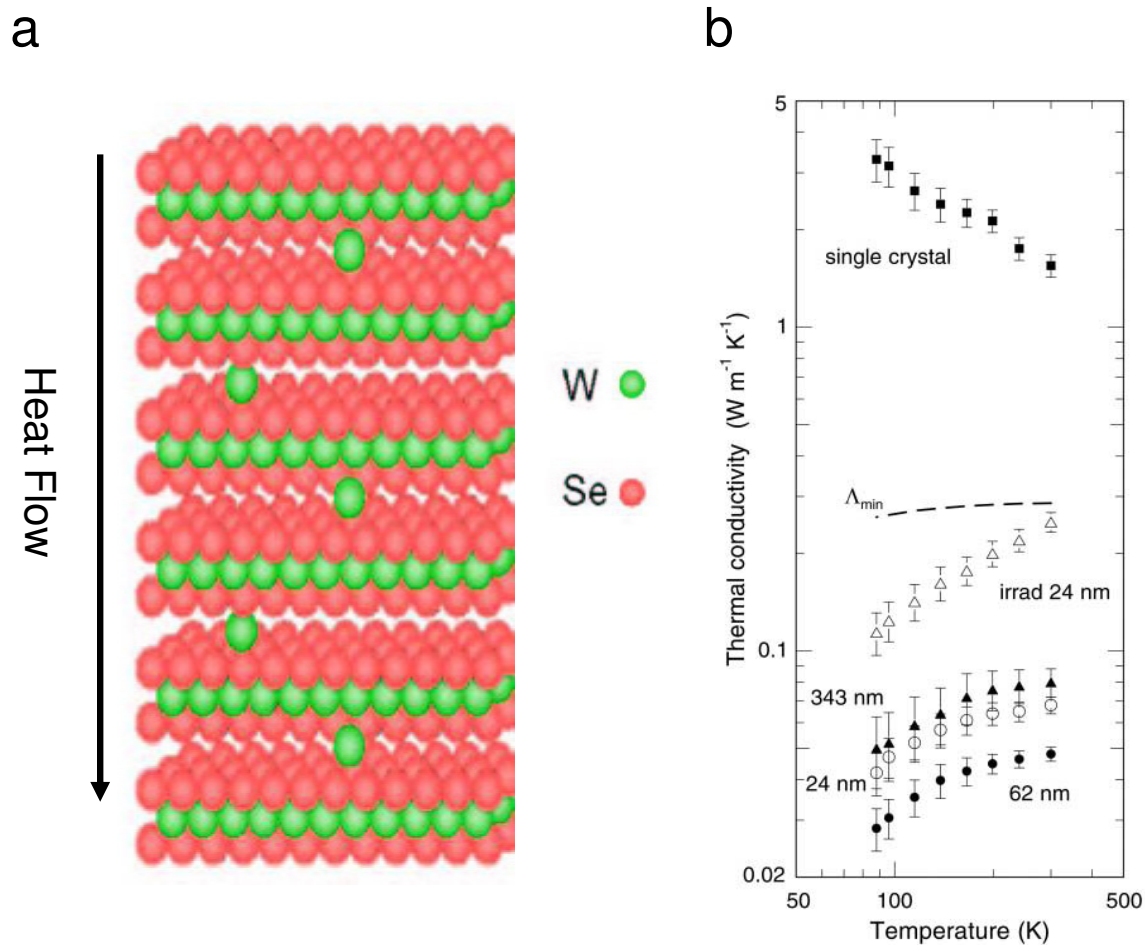 a
Heat Flow
W
Se
b
Thermal conductivity (W m⁻¹ K⁻¹)
5
1
0.1
0.02
single crystal
Λmin
irrad 24 nm
343 nm
24 nm
62 nm
50
100
500
Temperature (K)